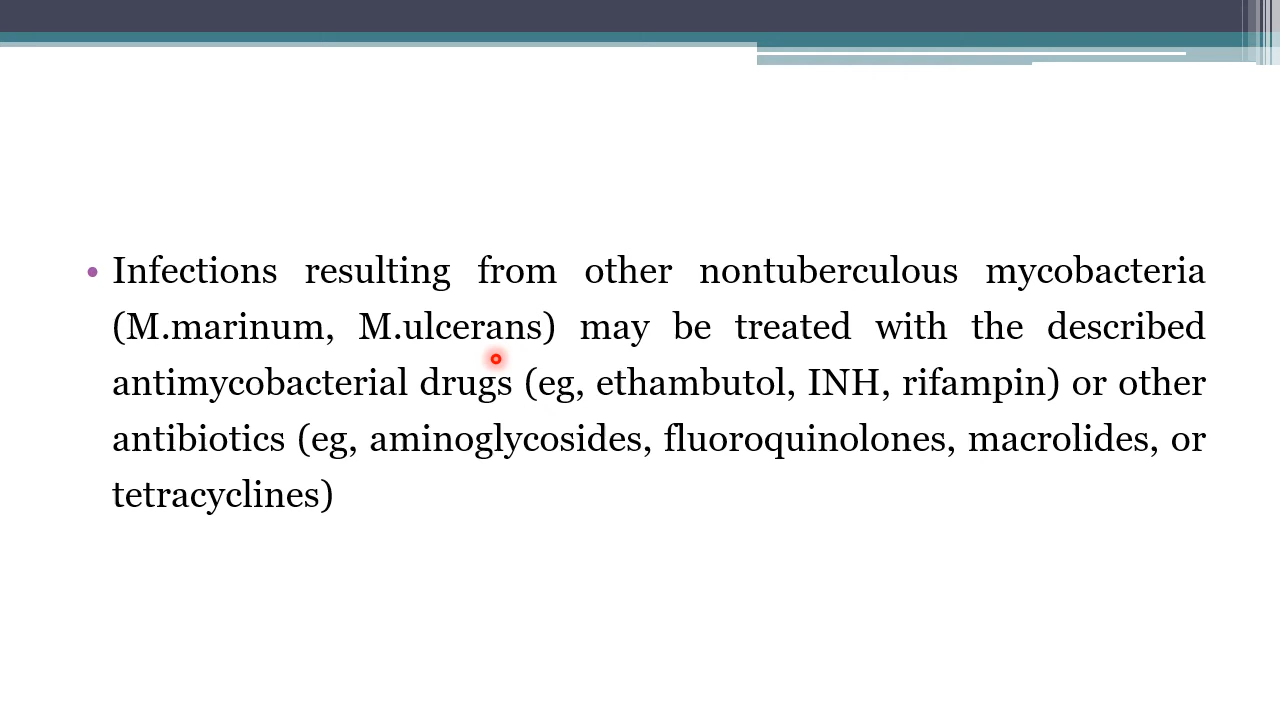 • Infections resulting from other nontuberculous mycobacteria
(M.marinum, M.ulcerans) may be treated with the described
antimycobacterial drugs (eg, ethambutol, INH, rifampin) or other
antibiotics (eg, aminoglycosides, fluoroquinolones, macrolides, or
tetracyclines)